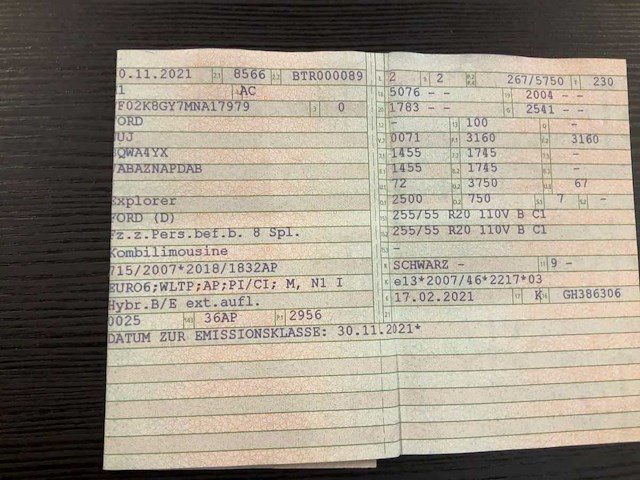 0.11.2021 8566 BTR000089
1 AC
F02K8GY7MNA17979 0
FORD
UJ
QWA4YX
ABAZNAPDAB
Explorer
FORD (D)
Fz.z.Pers.bef.b. 8 Spl.
Kombilimousine
715/2007*2018/1832AP
EURO6;WLTP;AP;PI/CI; M, N1 I
Hybr.B/E ext.aufl.
0025 36AP 2956
DATUM ZUR EMISSIONSKLASSE: 30.11.2021*
2 2 267/5750 230
5076 - - 2004 - -
1783 - - 2541 - -
- 100 -
0071 3160 3160
1455 1745 -
1455 1745 -
72 3750 67
2500 750 7 -
255/55 R20 110V B C1
255/55 R20 110V B C1
-
SCHWARZ - 9 -
e13*2007/46*2217*03
17.02.2021 K GH386306